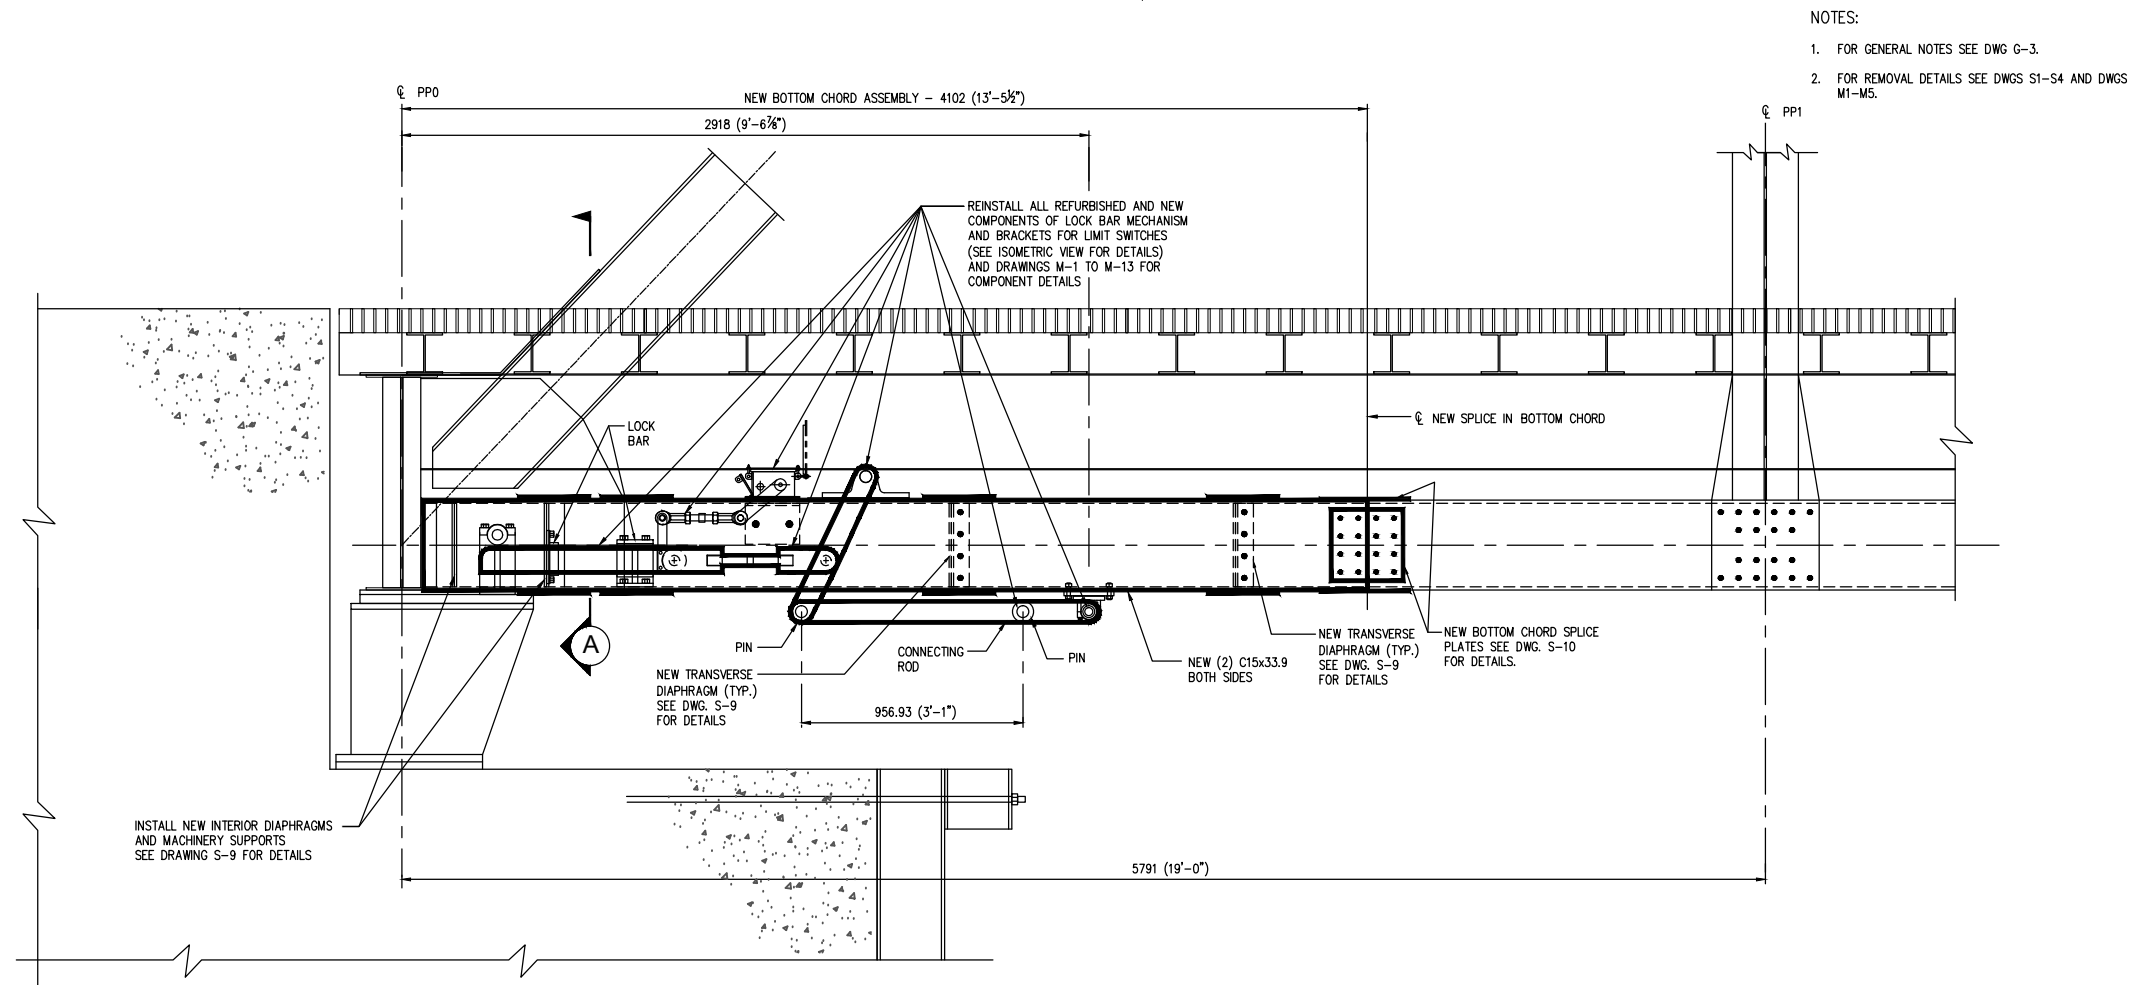 NOTES:
1. FOR GENERAL NOTES SEE DWG G-3.
2. FOR REMOVAL DETAILS SEE DWGS S1-S4 AND DWGS
M1-M5.
℄ PP0
NEW BOTTOM CHORD ASSEMBLY - 4102 (13'-5½")
℄ PP1
2918 (9'-6⅞")
REINSTALL ALL REFURBISHED AND NEW
COMPONENTS OF LOCK BAR MECHANISM
AND BRACKETS FOR LIMIT SWITCHES
(SEE ISOMETRIC VIEW FOR DETAILS)
AND DRAWINGS M-1 TO M-13 FOR
COMPONENT DETAILS
LOCK
BAR
℄ NEW SPLICE IN BOTTOM CHORD
A
PIN
CONNECTING
ROD
PIN
NEW TRANSVERSE
DIAPHRAGM (TYP.)
SEE DWG. S-9
FOR DETAILS
NEW (2) C15x33.9
BOTH SIDES
NEW TRANSVERSE
DIAPHRAGM (TYP.)
SEE DWG. S-9
FOR DETAILS
NEW BOTTOM CHORD SPLICE
PLATES SEE DWG. S-10
FOR DETAILS.
956.93 (3'-1")
INSTALL NEW INTERIOR DIAPHRAGMS
AND MACHINERY SUPPORTS
SEE DRAWING S-9 FOR DETAILS
5791 (19'-0")